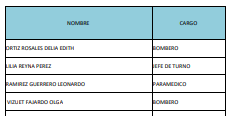 NOMBRE CARGO
ORTIZ ROSALES DELIA EDITH BOMBERO
LILIA REYNA PEREZ JEFE DE TURNO
RAMIREZ GUERRERO LEONARDO PARAMEDICO
VIZUET FAJARDO OLGA BOMBERO